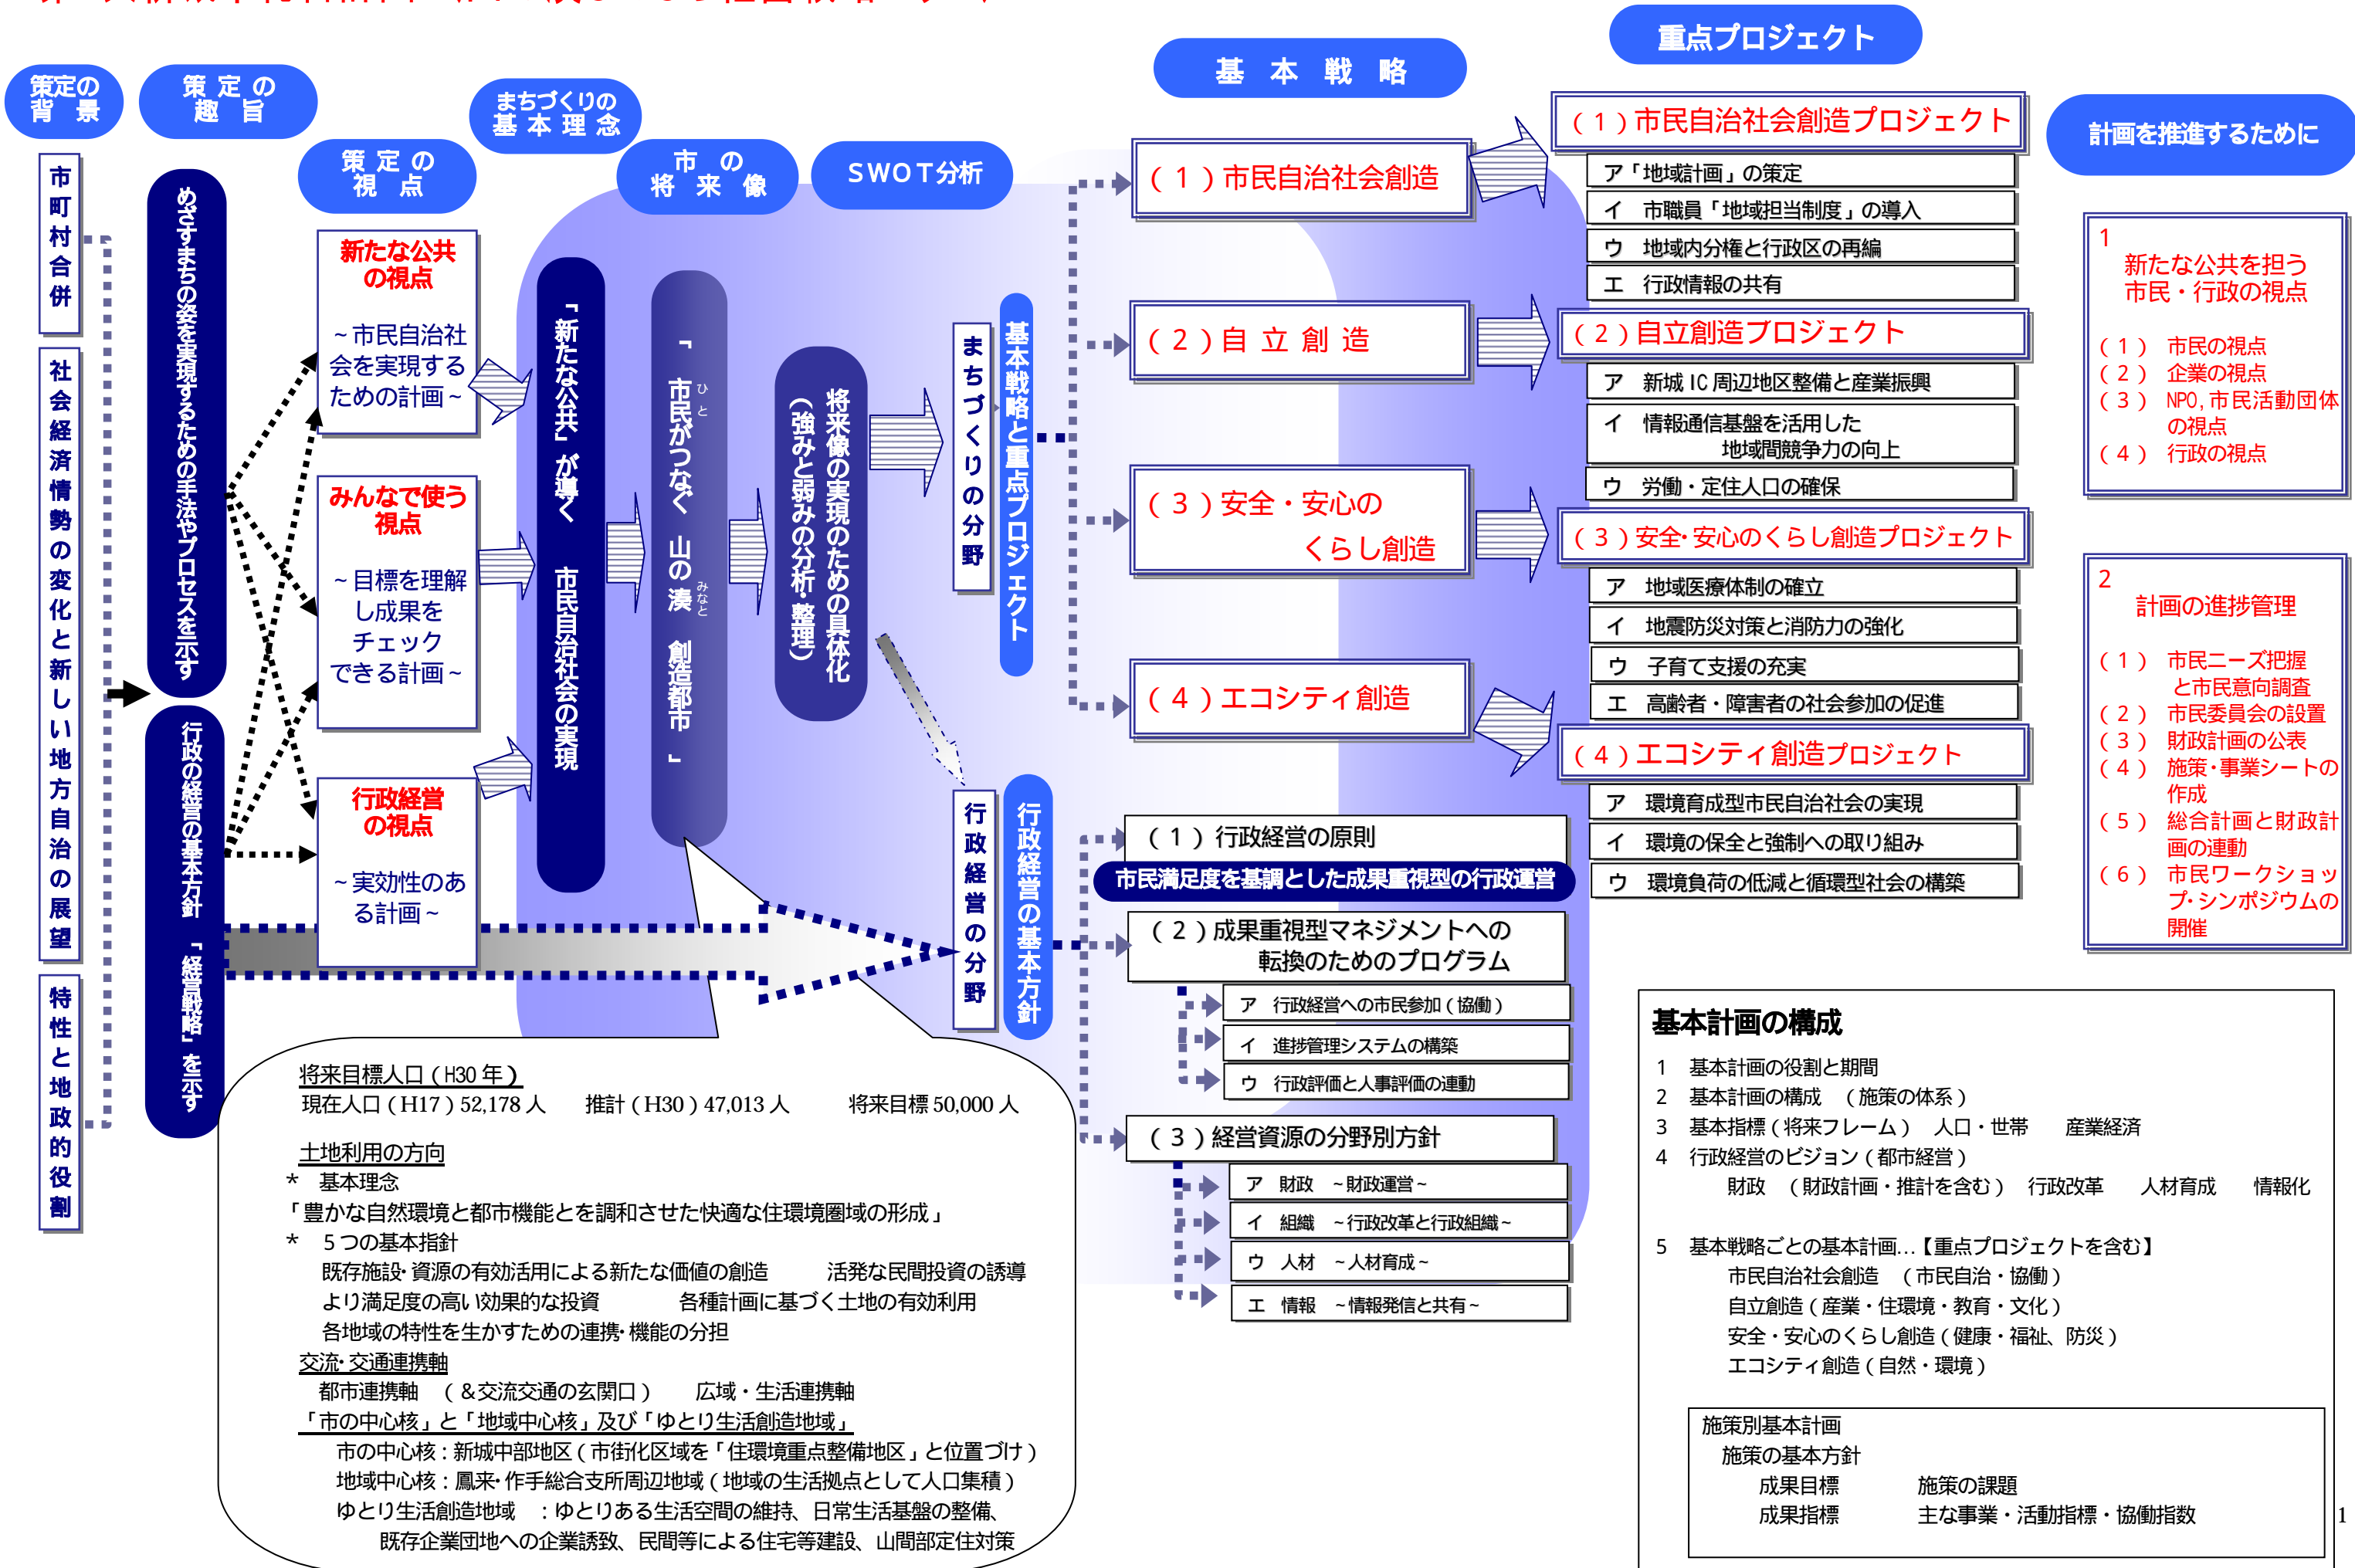 重点プロジェクト
基 本 戦 略
策定の
背 景
策 定 の
趣 旨
まちづくりの
基 本 理 念
策 定 の
視 点
市 の
将 来 像
SWOT分析
計画を推進するために
市町村合併
社会経済情勢の変化と新しい地方自治の展望
特性と地政的役割
めざすまちの姿を実現するための手法やプロセスを示す
行政の経営の基本方針 「経営戦略」を示す
新たな公共
の視点
~市民自治社
会を実現する
ための計画~
みんなで使う
視点
~目標を理解
し成果を
チェック
できる計画~
行政経営
の視点
~実効性のあ
る計画~
「新たな公共」が導く 市民自治社会の実現
「 市民がつなぐ 山の湊 創造都市 」
ひと
みなと
将来像の実現のための具体化
(強みと弱みの分析・整理)
まちづくりの分野
基本戦略と重点プロジェクト
行政経営の分野
行政経営の基本方針
(1)市民自治社会創造
(2)自 立 創 造
(3)安全・安心の
くらし創造
(4)エコシティ創造
(1)市民自治社会創造プロジェクト
ア「地域計画」の策定
イ 市職員「地域担当制度」の導入
ウ 地域内分権と行政区の再編
エ 行政情報の共有
(2)自立創造プロジェクト
ア 新城IC周辺地区整備と産業振興
イ 情報通信基盤を活用した
地域間競争力の向上
ウ 労働・定住人口の確保
(3)安全・安心のくらし創造プロジェクト
ア 地域医療体制の確立
イ 地震防災対策と消防力の強化
ウ 子育て支援の充実
エ 高齢者・障害者の社会参加の促進
(4)エコシティ創造プロジェクト
ア 環境育成型市民自治社会の実現
イ 環境の保全と強制への取り組み
ウ 環境負荷の低減と循環型社会の構築
(1)行政経営の原則
市民満足度を基調とした成果重視型の行政運営
(2)成果重視型マネジメントへの
転換のためのプログラム
ア 行政経営への市民参加(協働)
イ 進捗管理システムの構築
ウ 行政評価と人事評価の連動
(3)経営資源の分野別方針
ア 財政 ~財政運営~
イ 組織 ~行政改革と行政組織~
ウ 人材 ~人材育成~
エ 情報 ~情報発信と共有~
1
新たな公共を担う
市民・行政の視点
(1) 市民の視点
(2) 企業の視点
(3) NPO,市民活動団体
の視点
(4) 行政の視点
2
計画の進捗管理
(1) 市民ニーズ把握
と市民意向調査
(2) 市民委員会の設置
(3) 財政計画の公表
(4) 施策・事業シートの
作成
(5) 総合計画と財政計
画の連動
(6) 市民ワークショッ
プ・シンポジウムの
開催
将来目標人口(H30年)
現在人口(H17)52,178人 推計(H30)47,013人 将来目標50,000人
土地利用の方向
* 基本理念
「豊かな自然環境と都市機能とを調和させた快適な住環境圏域の形成」
* 5つの基本指針
既存施設・資源の有効活用による新たな価値の創造 活発な民間投資の誘導
より満足度の高い効果的な投資 各種計画に基づく土地の有効利用
各地域の特性を生かすための連携・機能の分担
交流・交通連携軸
都市連携軸 (&交流交通の玄関口) 広域・生活連携軸
「市の中心核」と「地域中心核」及び「ゆとり生活創造地域」
市の中心核:新城中部地区(市街化区域を「住環境重点整備地区」と位置づけ)
地域中心核:鳳来・作手総合支所周辺地域(地域の生活拠点として人口集積)
ゆとり生活創造地域 :ゆとりある生活空間の維持、日常生活基盤の整備、
既存企業団地への企業誘致、民間等による住宅等建設、山間部定住対策
基本計画の構成
1 基本計画の役割と期間
2 基本計画の構成 (施策の体系)
3 基本指標(将来フレーム) 人口・世帯 産業経済
4 行政経営のビジョン(都市経営)
財政 (財政計画・推計を含む) 行政改革 人材育成 情報化
5 基本戦略ごとの基本計画…【重点プロジェクトを含む】
市民自治社会創造 (市民自治・協働)
自立創造(産業・住環境・教育・文化)
安全・安心のくらし創造(健康・福祉、防災)
エコシティ創造(自然・環境)
施策別基本計画
施策の基本方針
成果目標 施策の課題
成果指標 主な事業・活動指標・協働指数
1